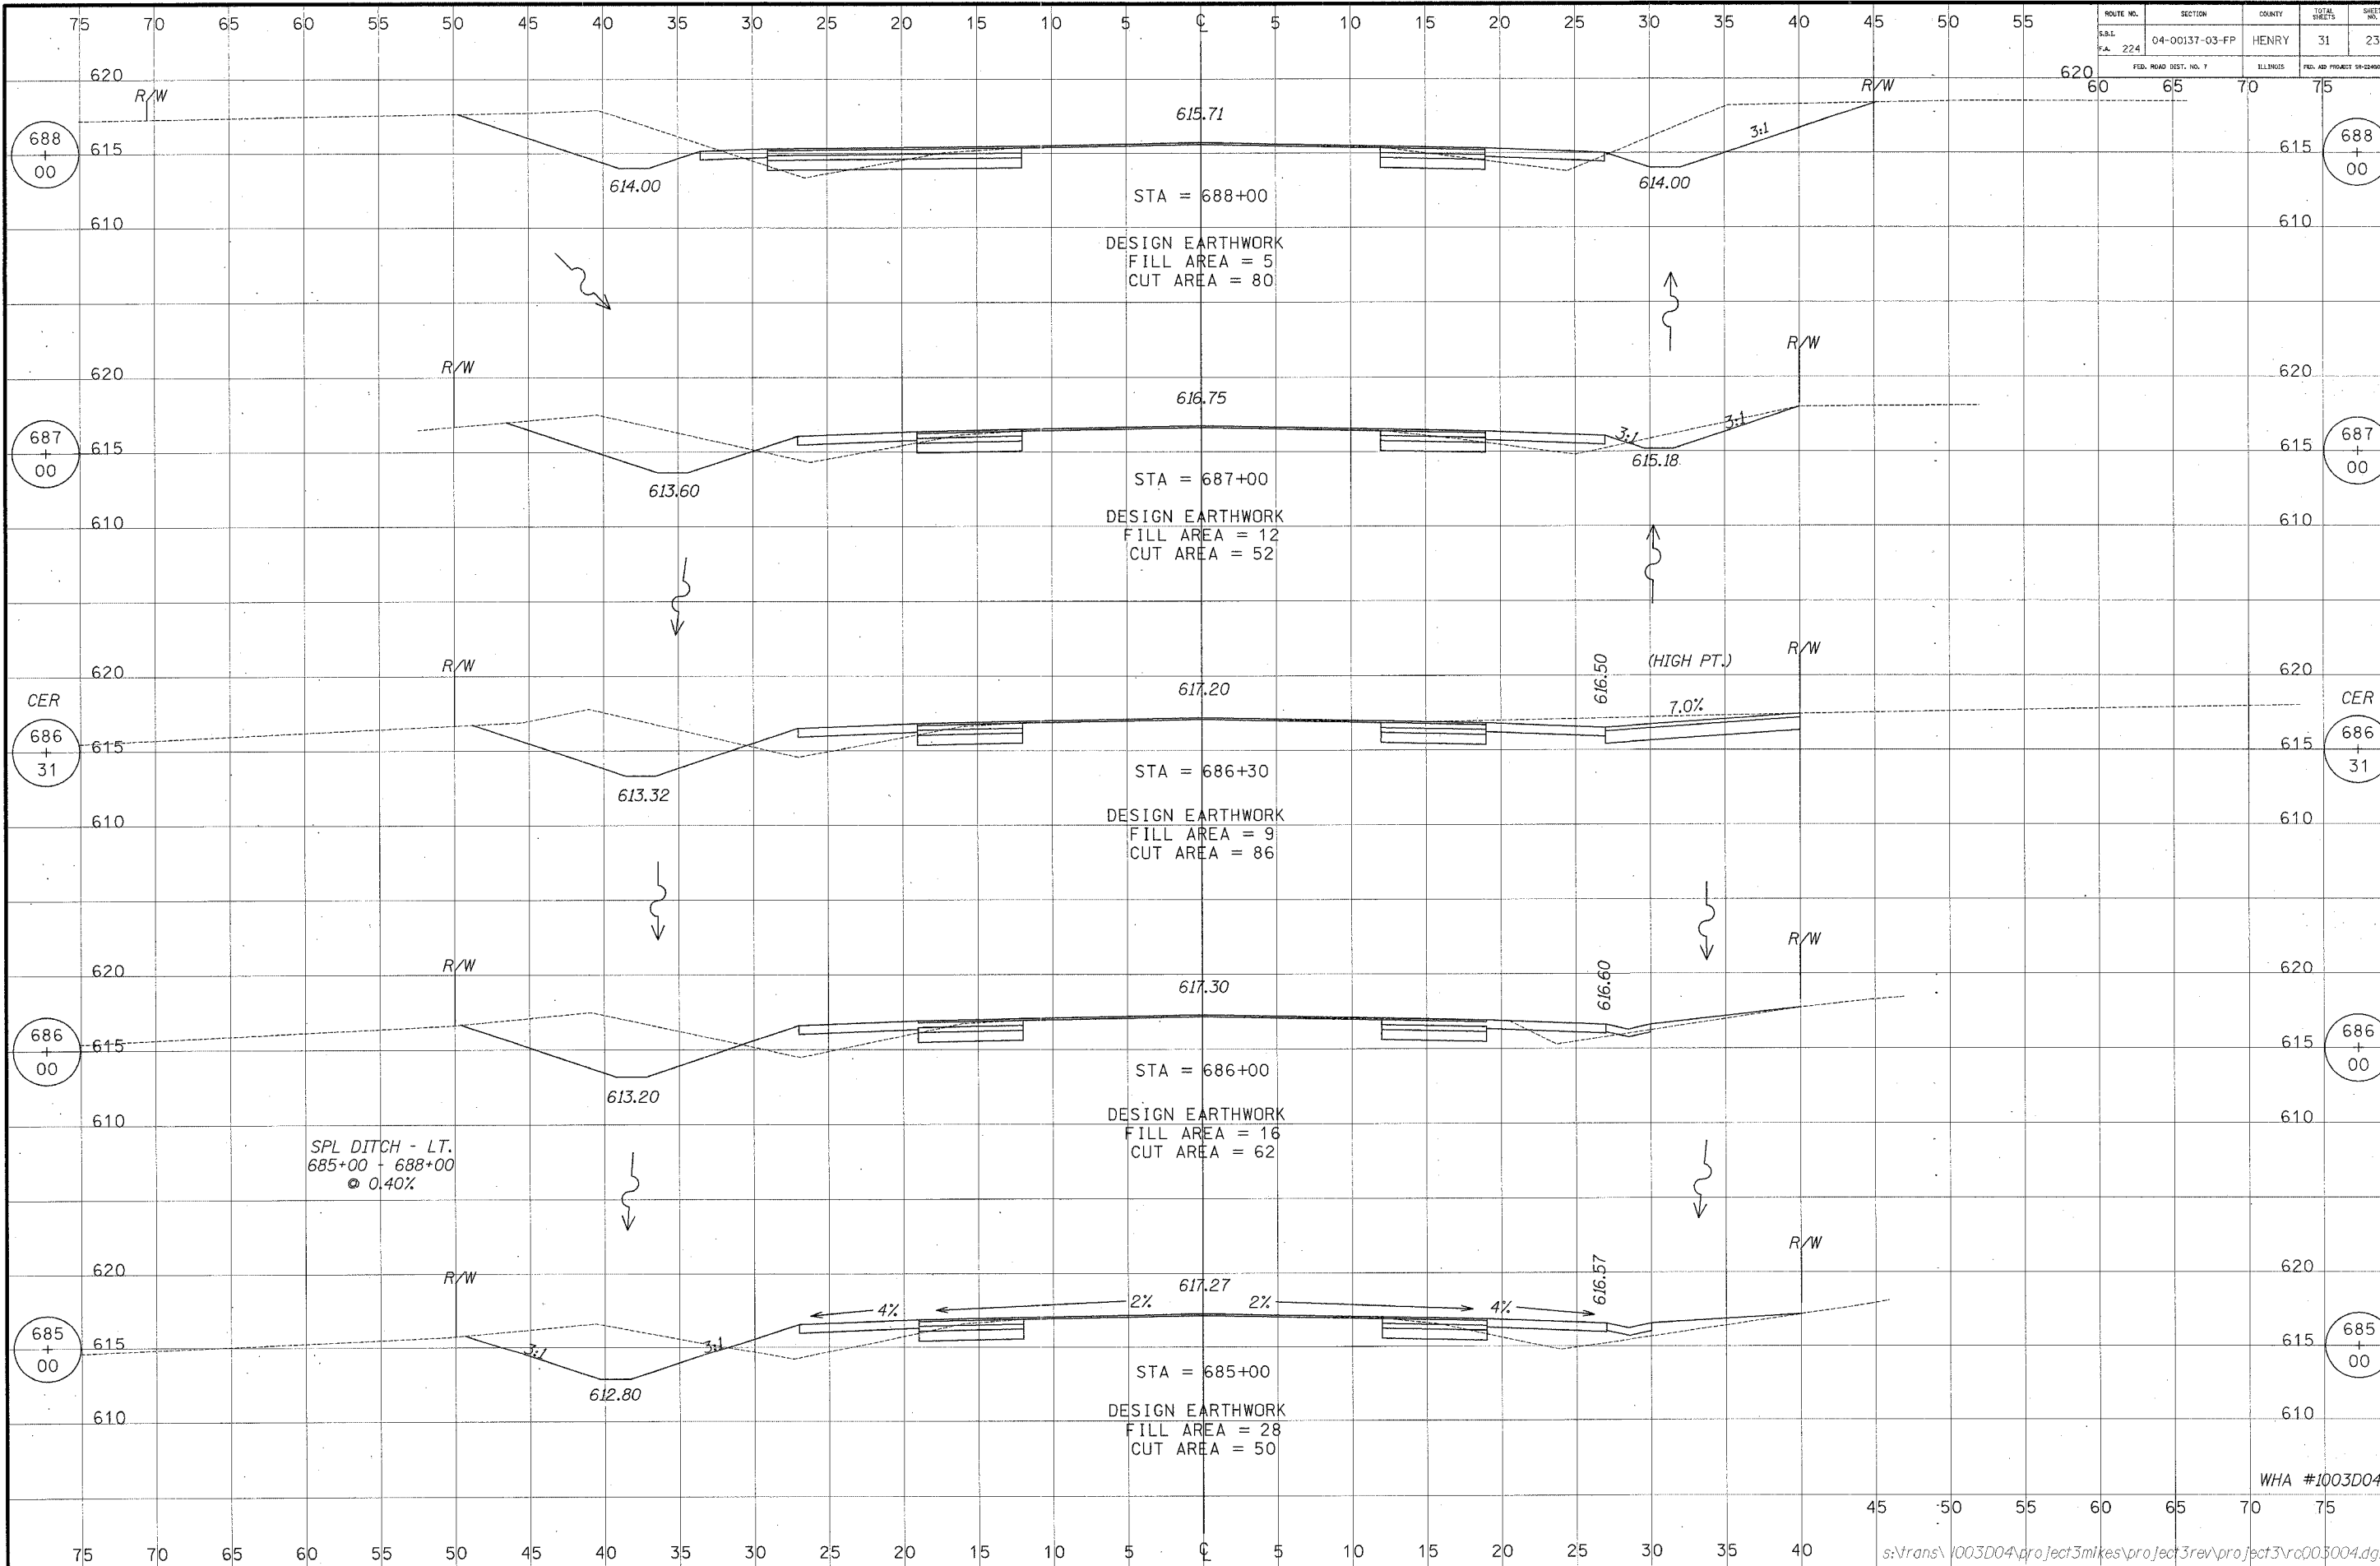 75 70 65 60 55 50 45 40 35 30 25 20 15 10 5 ℄ 5 10 15 20 25 30 35 40 45 50 55
ROUTE NO. SECTION COUNTY TOTAL SHEETS SHEET NO.
S.B.I.
F.A. 224 04-00137-03-FP HENRY 31 23
FED. ROAD DIST. NO. 7 ILLINOIS
60 65 70 75
620 620
R/W 615.71 R/W
3:1
688 + 00 615 615 688 + 00
614.00 614.00
STA = 688+00
610 610
DESIGN EARTHWORK
FILL AREA = 5
CUT AREA = 80
R/W R/W
620 620
616.75
687 + 00 615 3:1 3:1 615 687 + 00
613.60 615.18
STA = 687+00
610 610
DESIGN EARTHWORK
FILL AREA = 12
CUT AREA = 52
R/W 616.50 (HIGH PT.) R/W
620 620
CER 617.20 7.0% CER
686 + 31 615 615 686 + 31
STA = 686+30
613.32
610 610
DESIGN EARTHWORK
FILL AREA = 9
CUT AREA = 86
R/W R/W
620 620
617.30 616.60
686 + 00 615 615 686 + 00
STA = 686+00
613.20
610 610
DESIGN EARTHWORK
FILL AREA = 16
CUT AREA = 62
SPL DITCH - LT.
685+00 - 688+00
@ 0.40%
R/W R/W
620 620
617.27 616.57
4% 2% 2% 4%
685 + 00 615 3:1 3:1 615 685 + 00
STA = 685+00
612.80
610 610
DESIGN EARTHWORK
FILL AREA = 28
CUT AREA = 50
WHA #1003D04
45 50 55 60 65 70 75
75 70 65 60 55 50 45 40 35 30 25 20 15 10 5 ℄ 5 10 15 20 25 30 35 40
s:\trans\1003D04\project3mikes\project3rev\project3\rc003004.dg